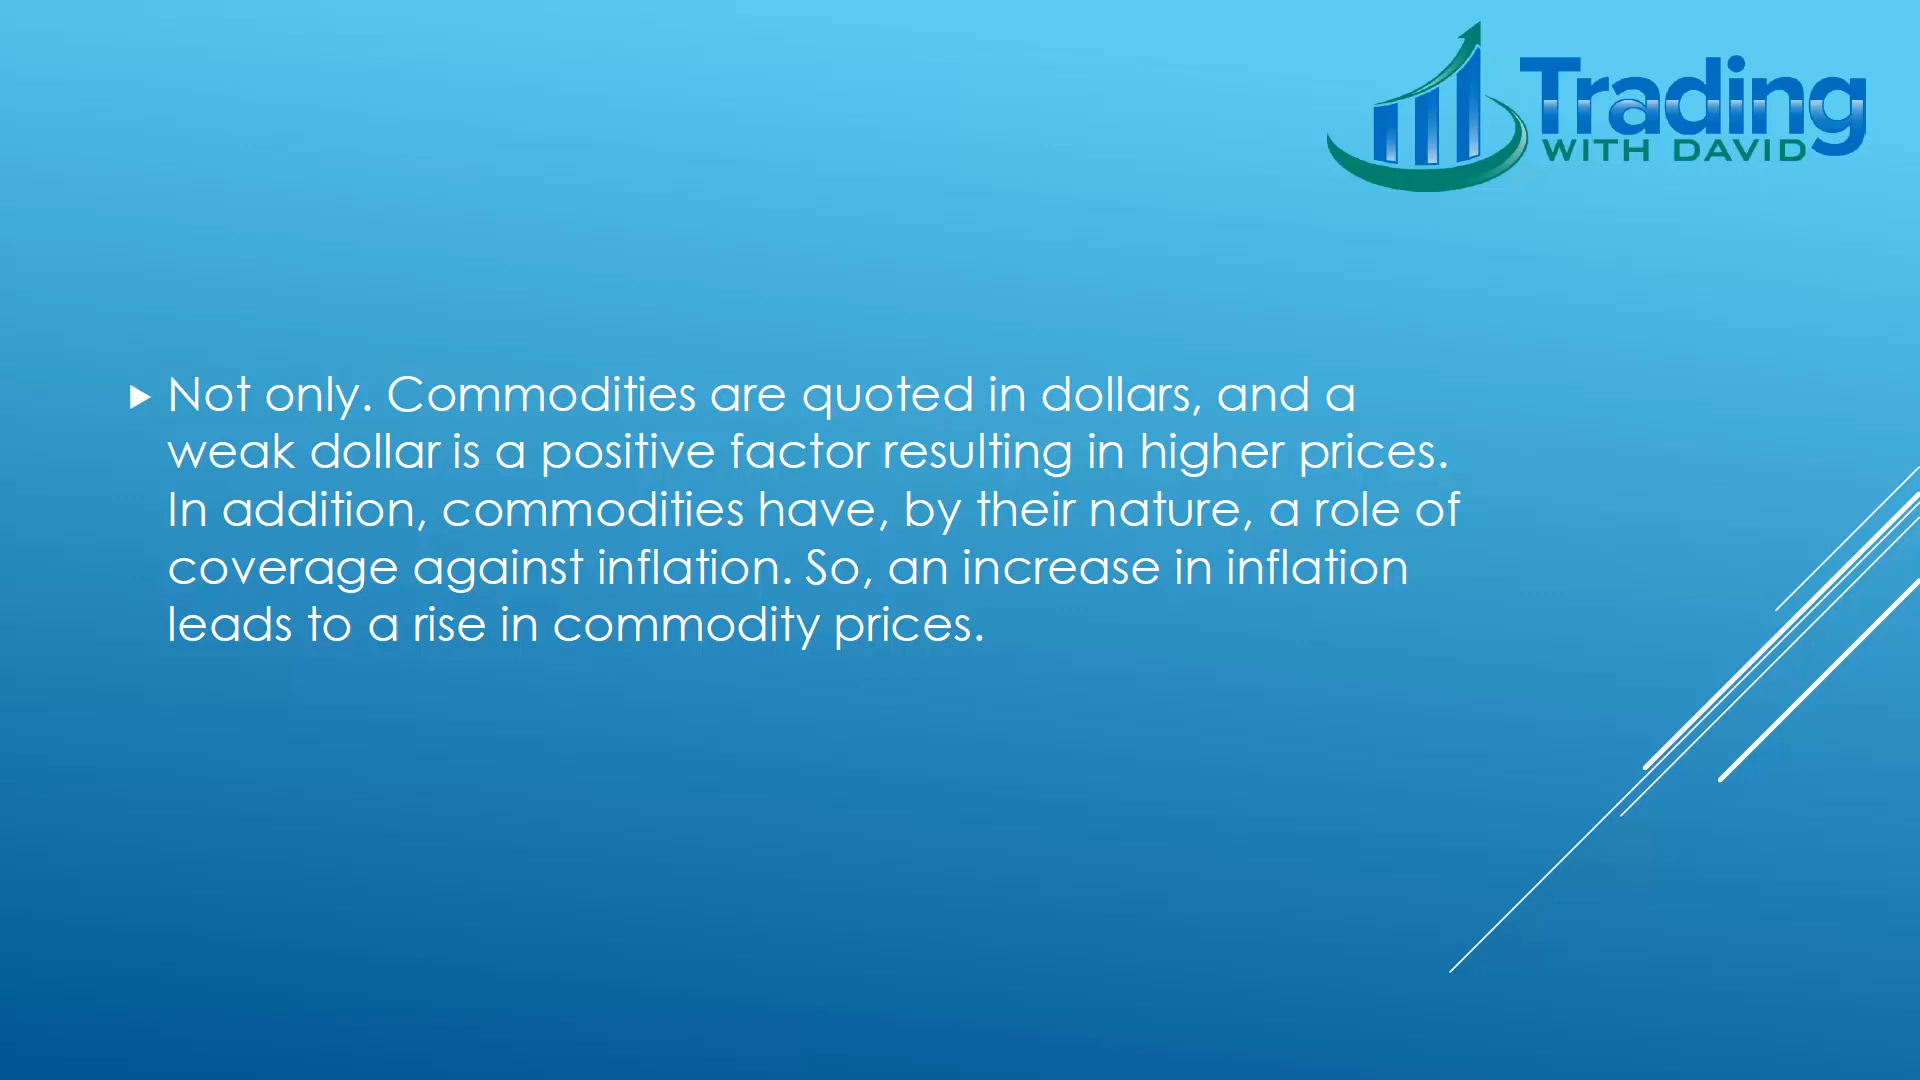 Trading
WITH DAVID
Not only. Commodities are quoted in dollars, and a
weak dollar is a positive factor resulting in higher prices.
In addition, commodities have, by their nature, a role of
coverage against inflation. So, an increase in inflation
leads to a rise in commodity prices.